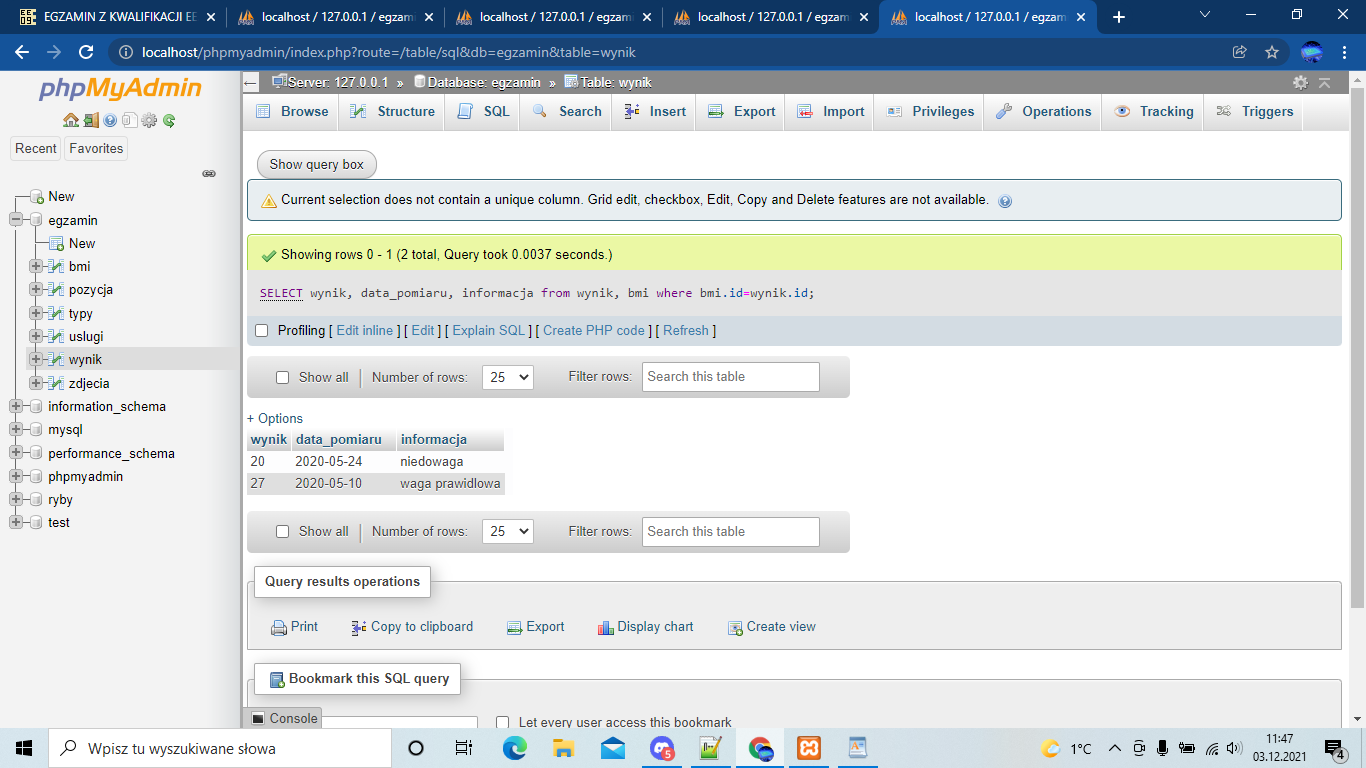 EGZAMIN Z KWALIFIKACJI EE
localhost / 127.0.0.1 / egzami
localhost / 127.0.0.1 / egzam
localhost / 127.0.0.1 / egzam
localhost / 127.0.0.1 / egzam
localhost/phpmyadmin/index.php?route=/table/sql&db=egzamin&table=wynik
phpMyAdmin
Recent
Favorites
New
egzamin
New
bmi
pozycja
typy
uslugi
wynik
zdjecia
information_schema
mysql
performance_schema
phpmyadmin
ryby
test
Server: 127.0.0.1 » Database: egzamin » Table: wynik
Browse Structure SQL Search Insert Export Import Privileges Operations Tracking Triggers
Show query box
Current selection does not contain a unique column. Grid edit, checkbox, Edit, Copy and Delete features are not available.
Showing rows 0 - 1 (2 total, Query took 0.0037 seconds.)
SELECT wynik, data_pomiaru, informacja from wynik, bmi where bmi.id=wynik.id;
Profiling [ Edit inline ] [ Edit ] [ Explain SQL ] [ Create PHP code ] [ Refresh ]
Show all | Number of rows: 25 Filter rows: Search this table
+ Options
wynik data_pomiaru informacja
20 2020-05-24 niedowaga
27 2020-05-10 waga prawidlowa
Show all | Number of rows: 25 Filter rows: Search this table
Query results operations
Print Copy to clipboard Export Display chart Create view
Bookmark this SQL query
Console
Let every user access this bookmark
Wpisz tu wyszukiwane słowa
5
1°C
11:47
03.12.2021
4